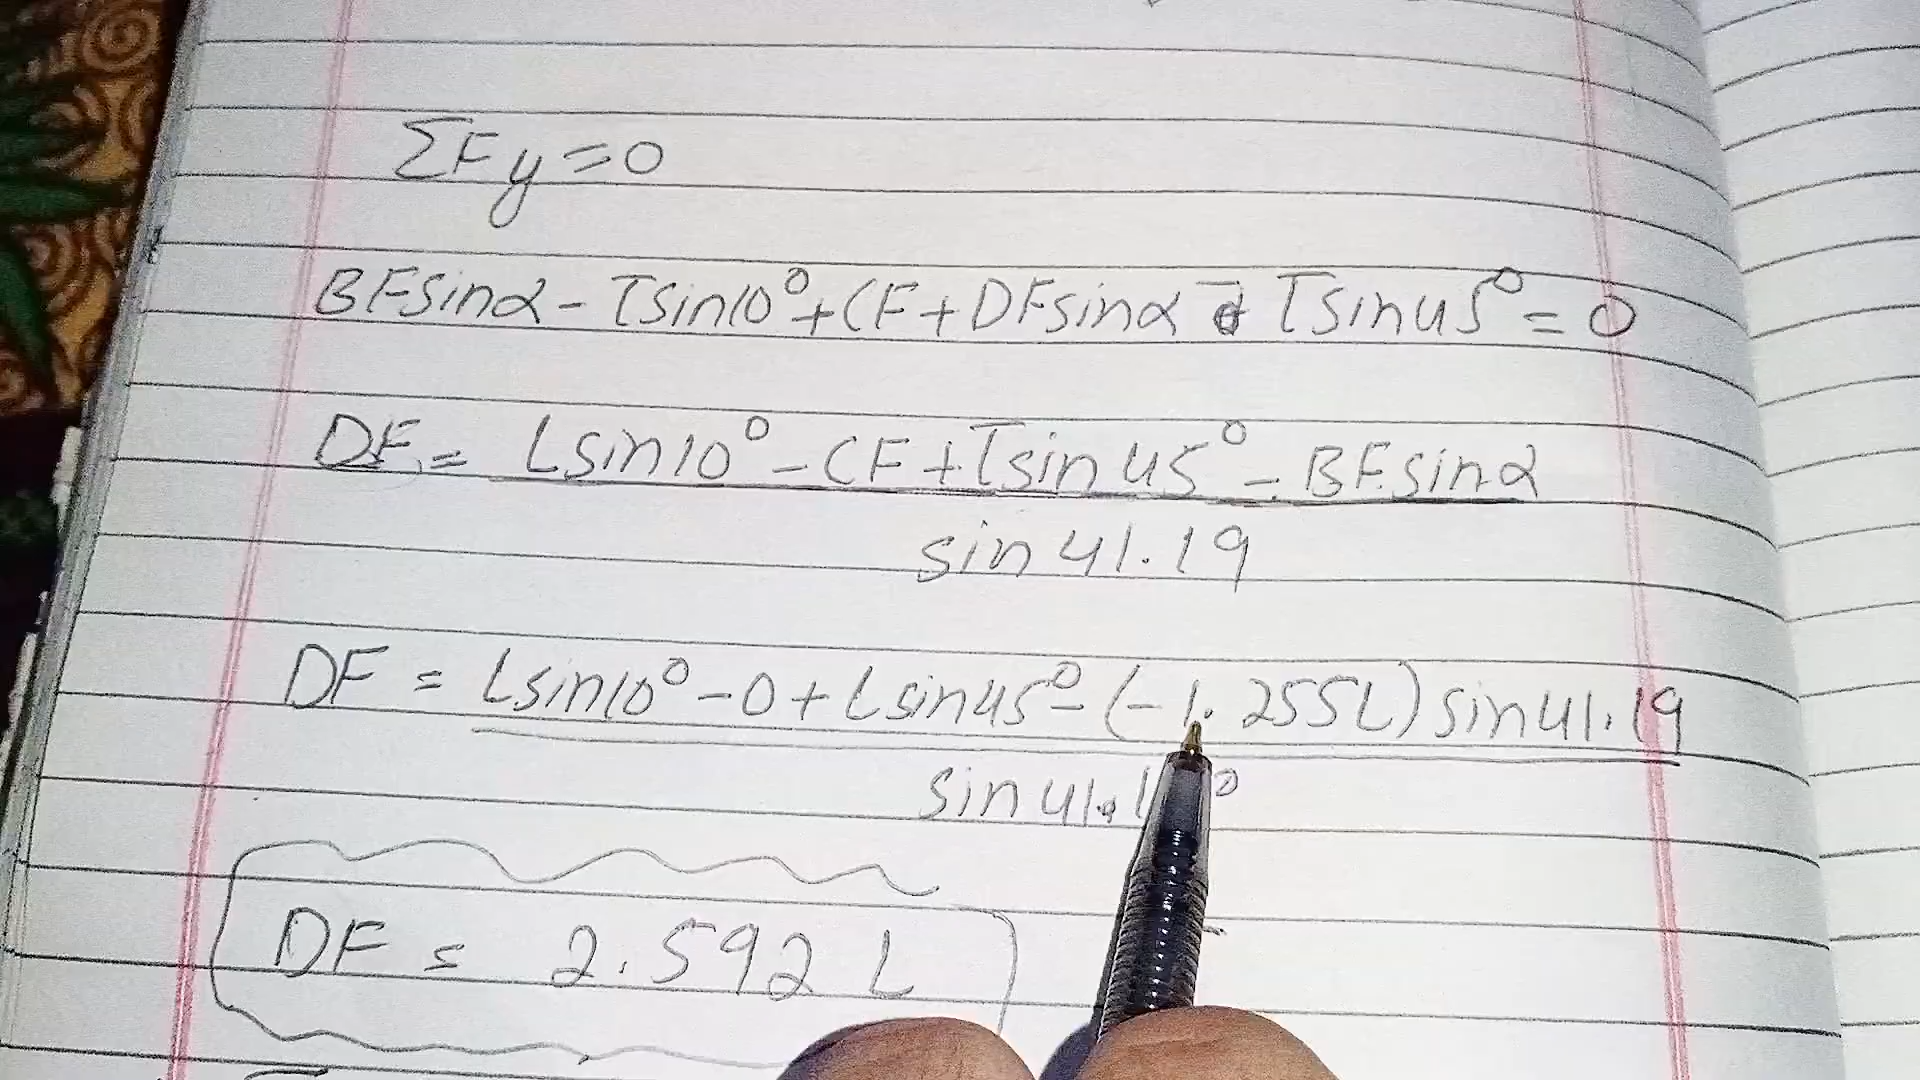 ΣFy=0
BFsinα - Tsin10° + CF + DFsinα - Tsin45° = 0
DF = Lsin10° - CF + Tsin45° - BFsinα
sin41.19
DF = Lsin10° - 0 + Lsin45° - (-1.255L) sin41.19
sin41.1
DF = 2.592 L